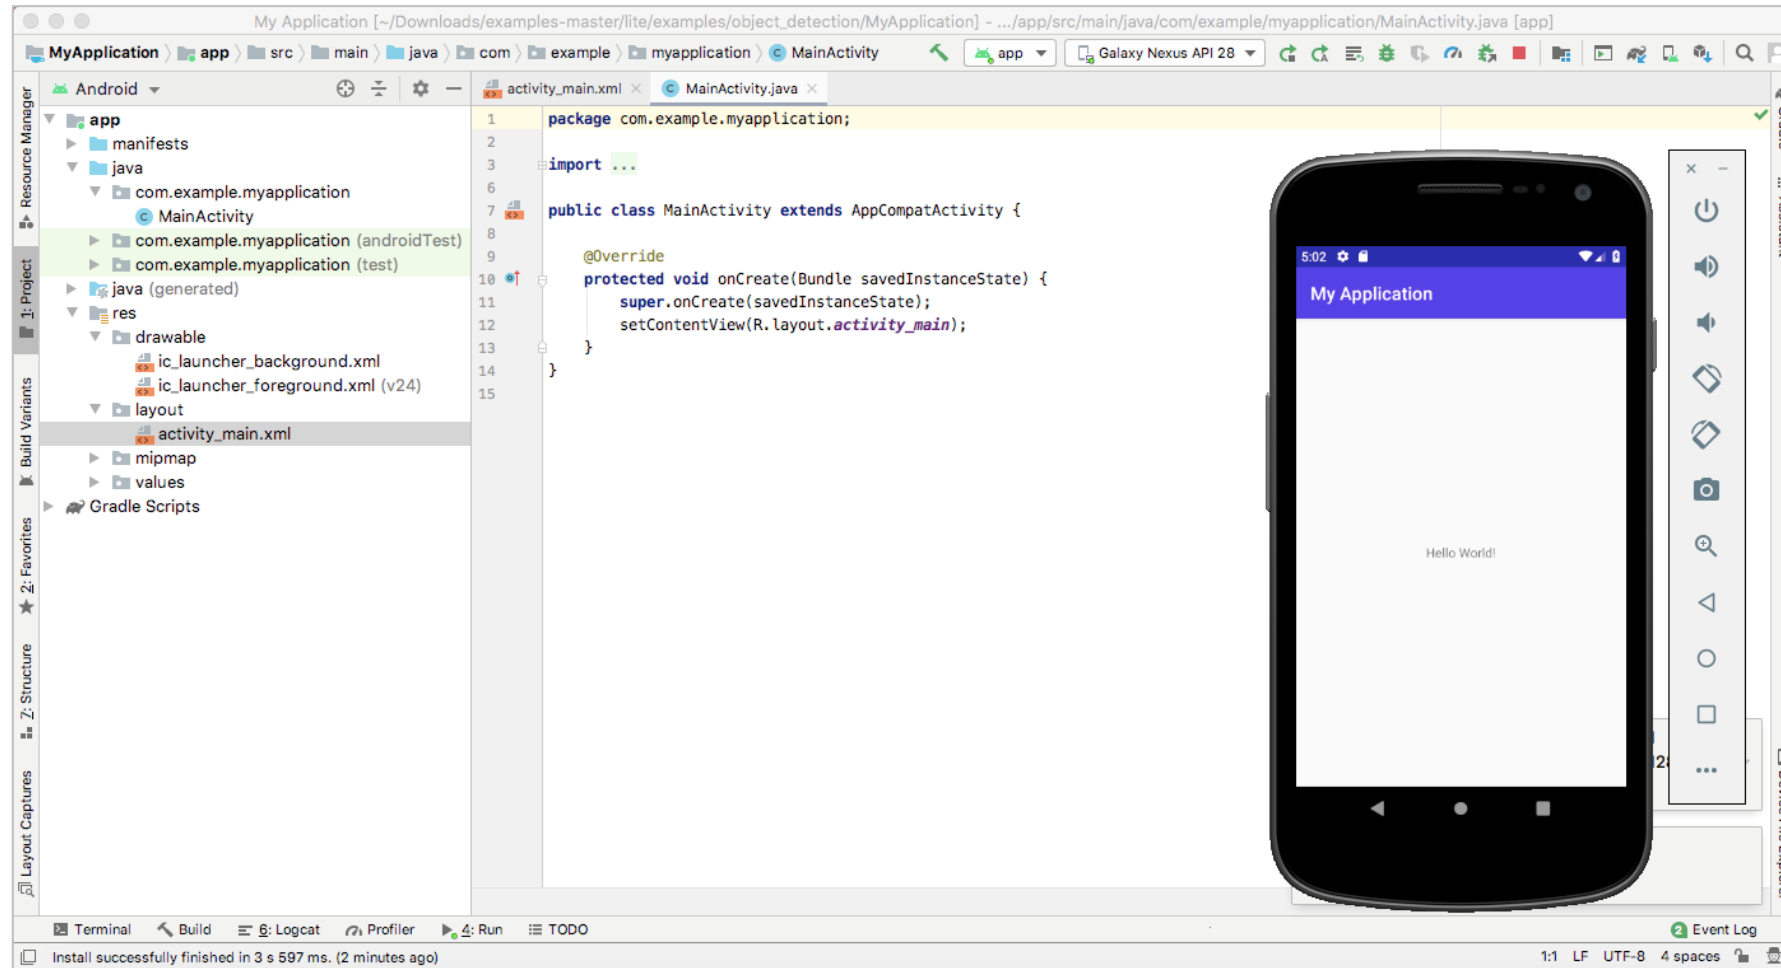 My Application [~/Downloads/examples-master/lite/examples/object_detection/MyApplication] - .../app/src/main/java/com/example/myapplication/MainActivity.java [app]
MyApplication app src main java com example myapplication MainActivity app Galaxy Nexus API 28
Android
activity_main.xml MainActivity.java
app
manifests
java
com.example.myapplication
MainActivity
com.example.myapplication (androidTest)
com.example.myapplication (test)
java (generated)
res
drawable
ic_launcher_background.xml
ic_launcher_foreground.xml (v24)
layout
activity_main.xml
mipmap
values
Gradle Scripts
Resource Manager
1: Project
Build Variants
2: Favorites
Z: Structure
Layout Captures
1 package com.example.myapplication;
2
3 import ...
6
7 public class MainActivity extends AppCompatActivity {
8
9 @Override
10 protected void onCreate(Bundle savedInstanceState) {
11 super.onCreate(savedInstanceState);
12 setContentView(R.layout.activity_main);
13 }
14 }
15
5:02
My Application
Hello World!
Terminal Build 6: Logcat Profiler 4: Run TODO
2 Event Log
Install successfully finished in 3 s 597 ms. (2 minutes ago)
1:1 LF UTF-8 4 spaces